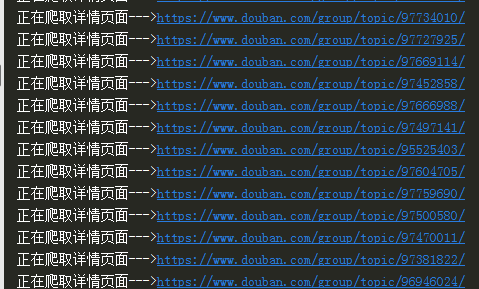 正在爬取详情页面--->https://www.douban.com/group/topic/97734010/
正在爬取详情页面--->https://www.douban.com/group/topic/97727925/
正在爬取详情页面--->https://www.douban.com/group/topic/97669114/
正在爬取详情页面--->https://www.douban.com/group/topic/97452858/
正在爬取详情页面--->https://www.douban.com/group/topic/97666988/
正在爬取详情页面--->https://www.douban.com/group/topic/97497141/
正在爬取详情页面--->https://www.douban.com/group/topic/95525403/
正在爬取详情页面--->https://www.douban.com/group/topic/97604705/
正在爬取详情页面--->https://www.douban.com/group/topic/97759690/
正在爬取详情页面--->https://www.douban.com/group/topic/97500580/
正在爬取详情页面--->https://www.douban.com/group/topic/97470011/
正在爬取详情页面--->https://www.douban.com/group/topic/97381822/
正在爬取详情页面--->https://www.douban.com/group/topic/96946024/